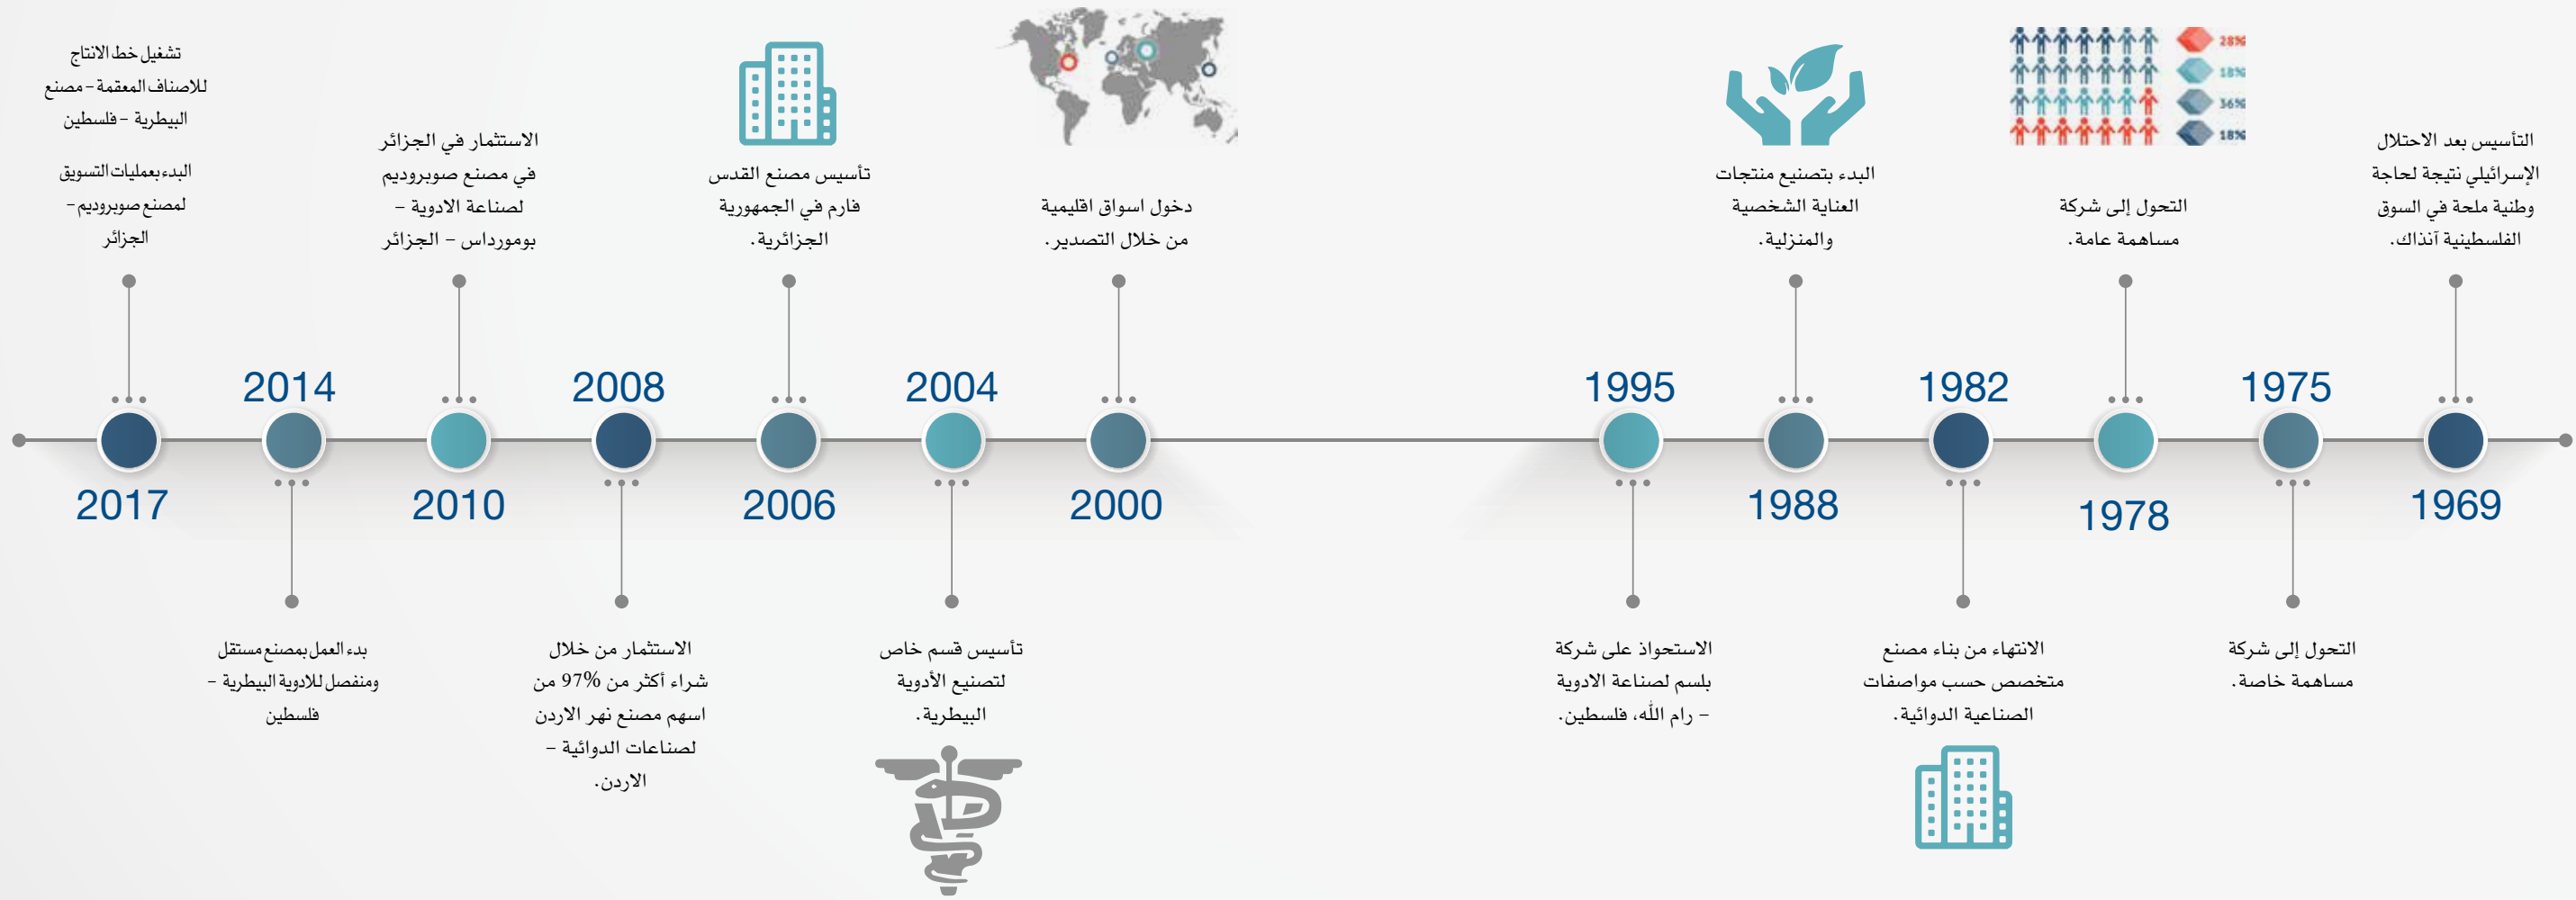 التأسيس بعد الاحتلال
الإسرائيلي نتيجة لحاجة
وطنية ملحة في السوق
الفلسطينية آنذاك.
1969
1975
التحول إلى شركة
مساهمة خاصة.
28%
18%
36%
18%
التحول إلى شركة
مساهمة عامة.
1978
1982
الانتهاء من بناء مصنع
متخصص حسب مواصفات
الصناعية الدوائية.
البدء بتصنيع منتجات
العناية الشخصية
والمنزلية.
1988
1995
الاستحواذ على شركة
بلسم لصناعة الادوية
– رام الله، فلسطين.
دخول اسواق اقليمية
من خلال التصدير.
2000
2004
تأسيس قسم خاص
لتصنيع الأدوية
البيطرية.
تأسيس مصنع القدس
فارم في الجمهورية
الجزائرية.
2006
2008
الاستثمار من خلال
شراء أكثر من 97% من
اسهم مصنع نهر الاردن
لصناعات الدوائية –
الاردن.
الاستثمار في الجزائر
في مصنع صوبروديم
لصناعة الادوية –
بومورداس – الجزائر
2010
2014
بدء العمل بمصنع مستقل
ومنفصل للادوية البيطرية –
فلسطين
تشغيل خط الانتاج
للاصناف المعقمة – مصنع
البيطرية – فلسطين
البدء بعمليات التسويق
لمصنع صوبروديم –
الجزائر
2017